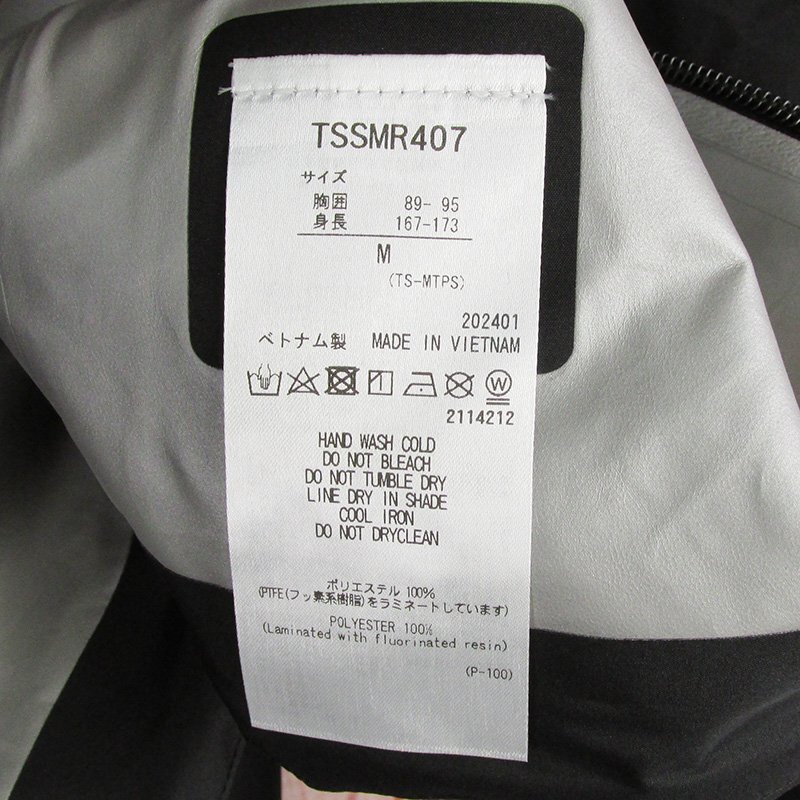 TSSMR407
サイズ
胸囲 89- 95
身長 167-173
M
(TS-MTPS)
202401
ベトナム製 MADE IN VIETNAM
W
2114212
HAND WASH COLD
DO NOT BLEACH
DO NOT TUMBLE DRY
LINE DRY IN SHADE
COOL IRON
DO NOT DRYCLEAN
ポリエステル 100%
(PTFE(フッ素系樹脂)をラミネートしています)
POLYESTER 100%
(Laminated with fluorinated resin)
(P-100)